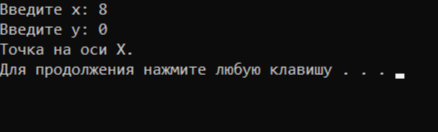 Введите x: 8
Введите y: 0
Точка на оси X.
Для продолжения нажмите любую клавишу . . .